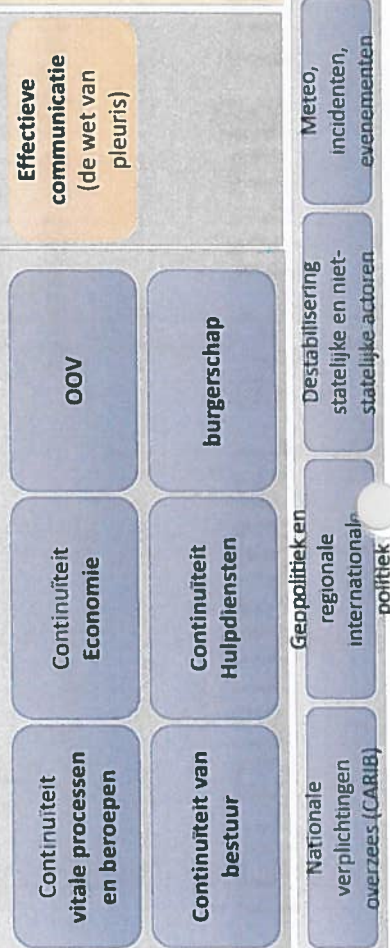 Continuïteit
vitale processen
en beroepen
Continuïteit
Economie
OOV
Effectieve
communicatie
(de wet van
pleuris)
Continuïteit van
bestuur
Continuïteit
Hulpdiensten
burgerschap
Nationale
verplichtingen
overzees (CARIB)
Geopolitiek en
regionale
internationale
politiek
Destabilisering
statelijke en niet-
statelijke actoren
Meteo,
incidenten,
evenementen